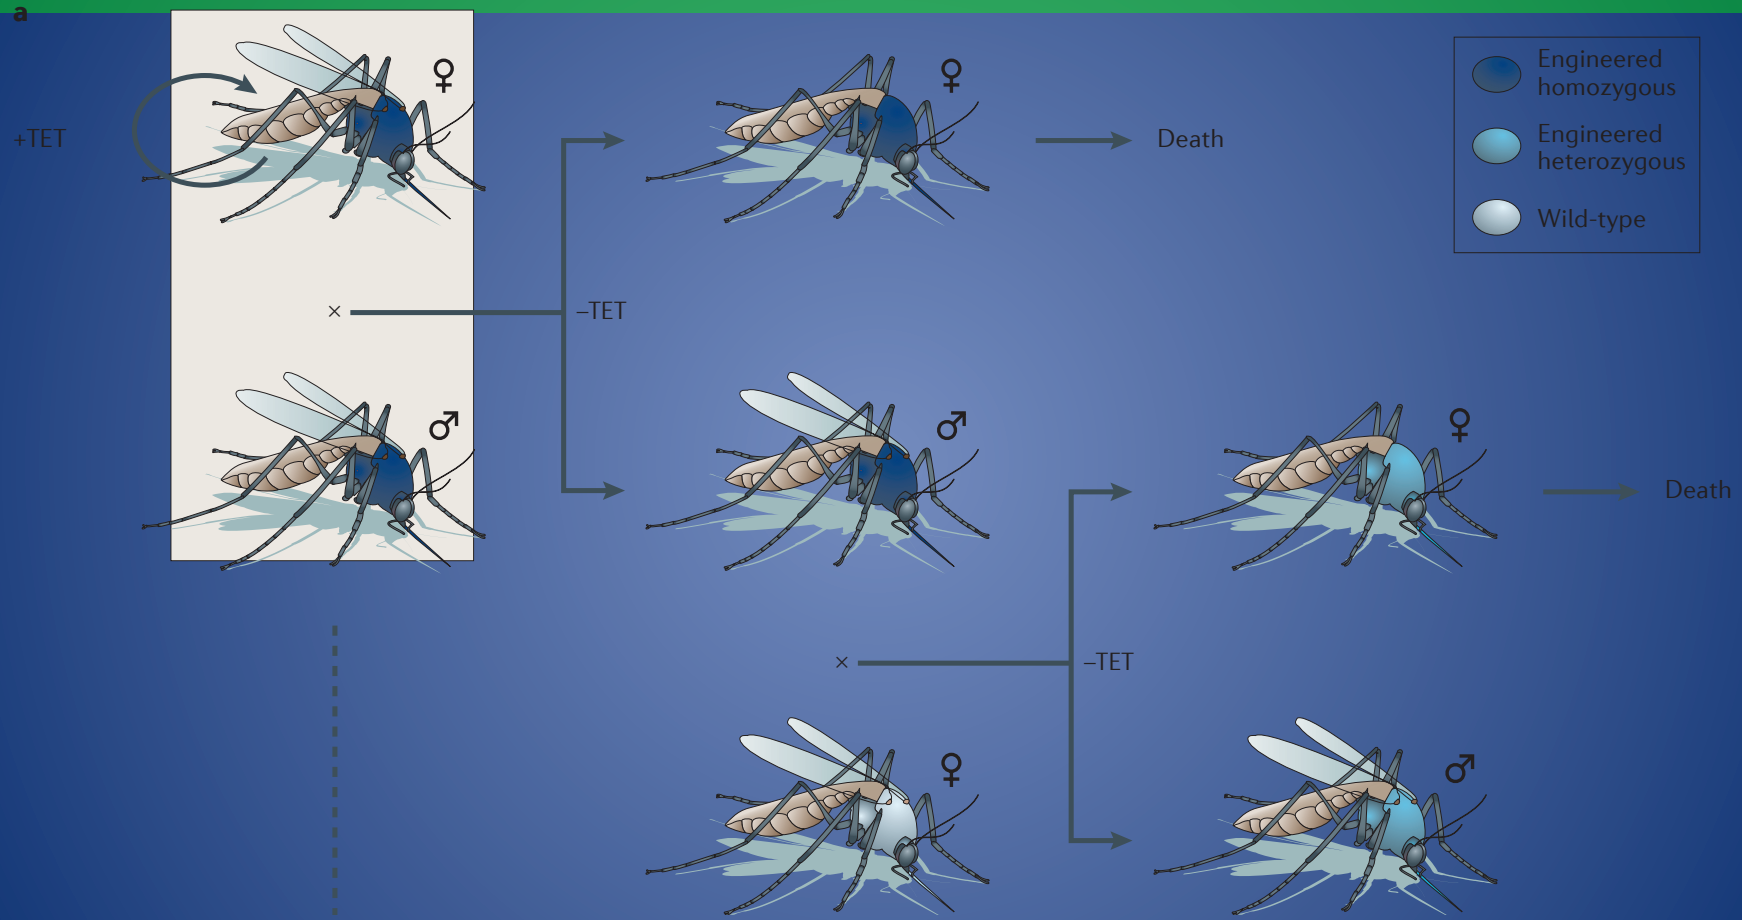 a
+TET
♀
♀
Death
Engineered
homozygous
Engineered
heterozygous
Wild-type
×
–TET
♂
♂
♀
Death
×
–TET
♀
♂